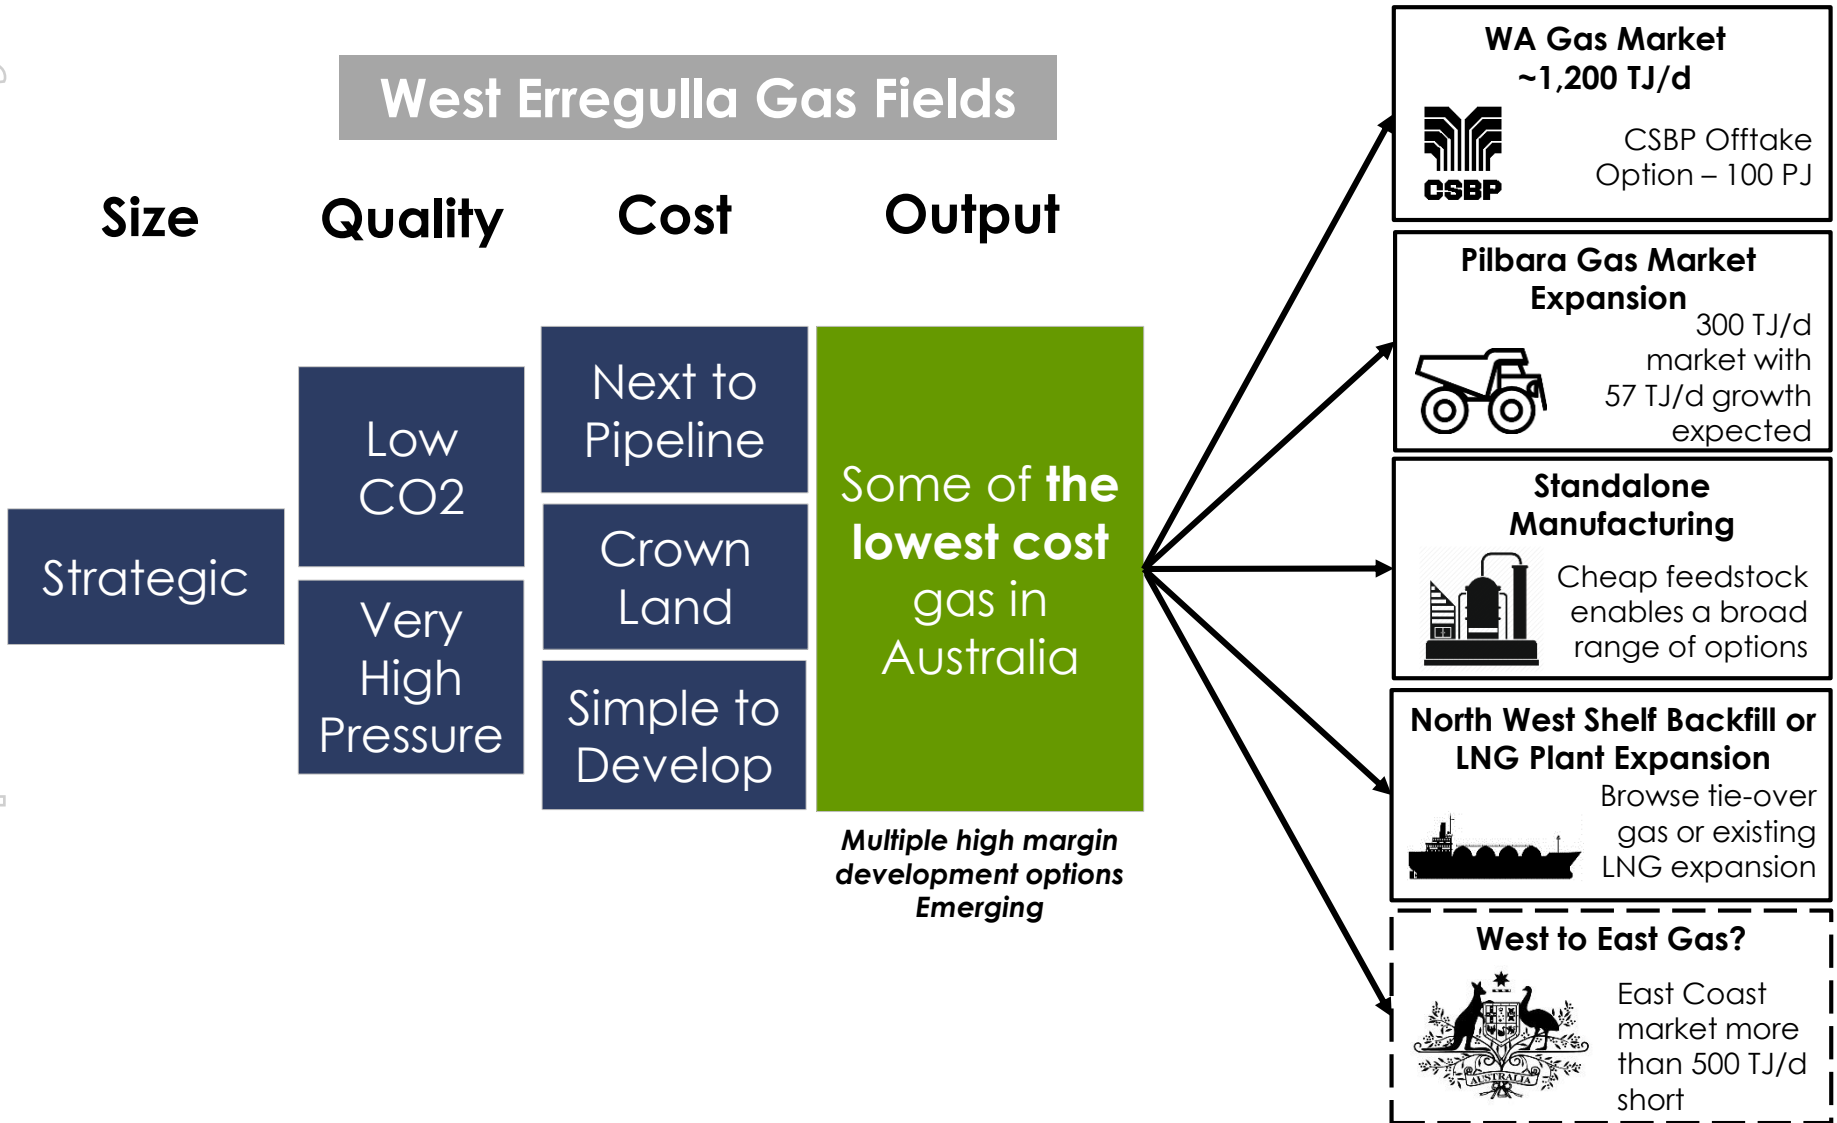 West Erregulla Gas Fields
Size
Quality
Cost
Output
Strategic
Low
CO2
Very
High
Pressure
Next to
Pipeline
Crown
Land
Simple to
Develop
Some of the
lowest cost
gas in
Australia
Multiple high margin
development options
Emerging
WA Gas Market
~1,200 TJ/d
CSBP
CSBP Offtake
Option – 100 PJ
Pilbara Gas Market
Expansion
300 TJ/d
market with
57 TJ/d growth
expected
Standalone
Manufacturing
Cheap feedstock
enables a broad
range of options
North West Shelf Backfill or
LNG Plant Expansion
Browse tie-over
gas or existing
LNG expansion
West to East Gas?
AUSTRALIA
East Coast
market more
than 500 TJ/d
short